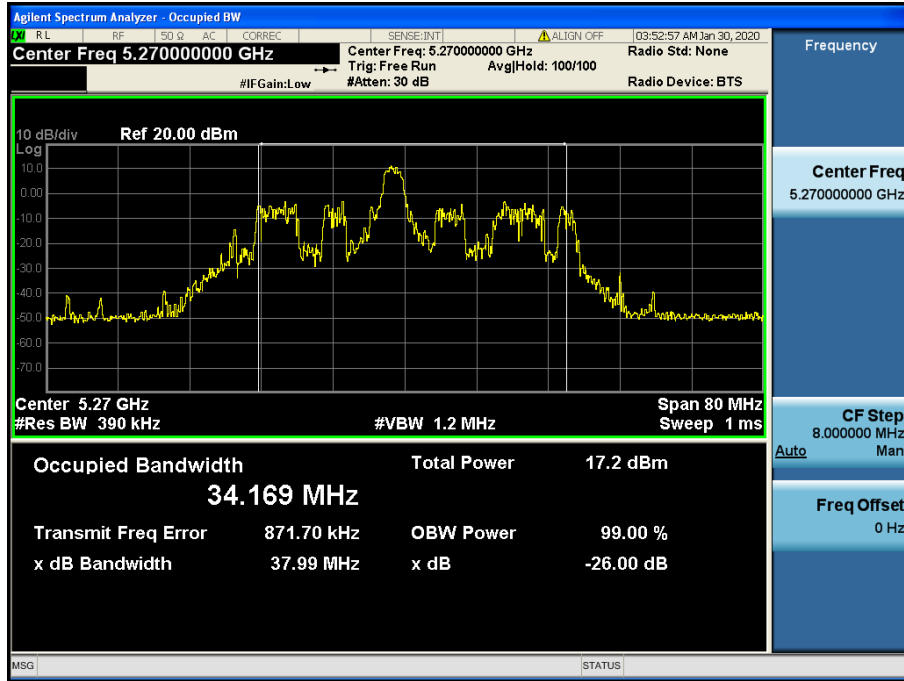 Agilent Spectrum Analyzer - Occupied BW
LXI RL RF 50 Ω AC CORREC SENSE:INT ALIGN OFF 03:52:57 AM Jan 30, 2020
Center Freq 5.270000000 GHz
Center Freq: 5.270000000 GHz
Radio Std: None
Trig: Free Run Avg|Hold: 100/100
#IFGain:Low #Atten: 30 dB Radio Device: BTS
10 dB/div Ref 20.00 dBm
Log
10.0
0.00
-10.0
-20.0
-30.0
-40.0
-50.0
-60.0
-70.0
Center 5.27 GHz Span 80 MHz
#Res BW 390 kHz #VBW 1.2 MHz Sweep 1 ms
Occupied Bandwidth Total Power 17.2 dBm
34.169 MHz
Transmit Freq Error 871.70 kHz OBW Power 99.00 %
x dB Bandwidth 37.99 MHz x dB -26.00 dB
MSG STATUS
Frequency
Center Freq
5.270000000 GHz
CF Step
8.000000 MHz
Auto Man
Freq Offset
0 Hz